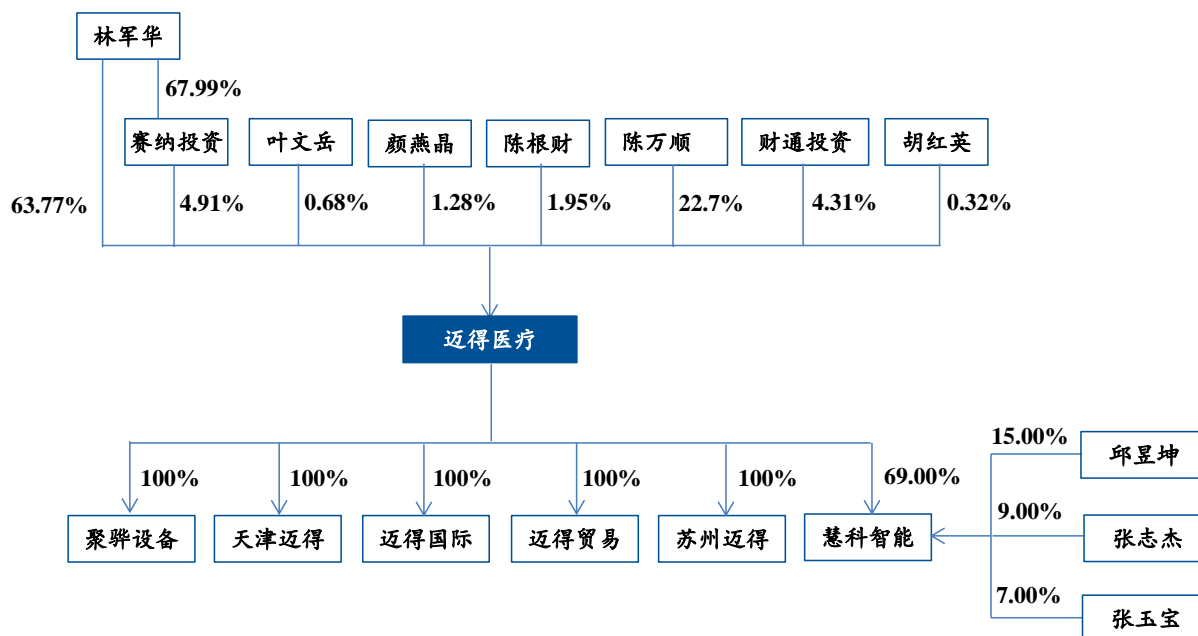 林军华
67.99%
赛纳投资 叶文岳 颜燕晶 陈根财 陈万顺 财通投资 胡红英
63.77% 4.91% 0.68% 1.28% 1.95% 22.7% 4.31% 0.32%
迈得医疗
15.00% 邱昱坤
100% 100% 100% 100% 100% 69.00%
9.00%
聚骅设备 天津迈得 迈得国际 迈得贸易 苏州迈得 慧科智能 张志杰
7.00%
张玉宝